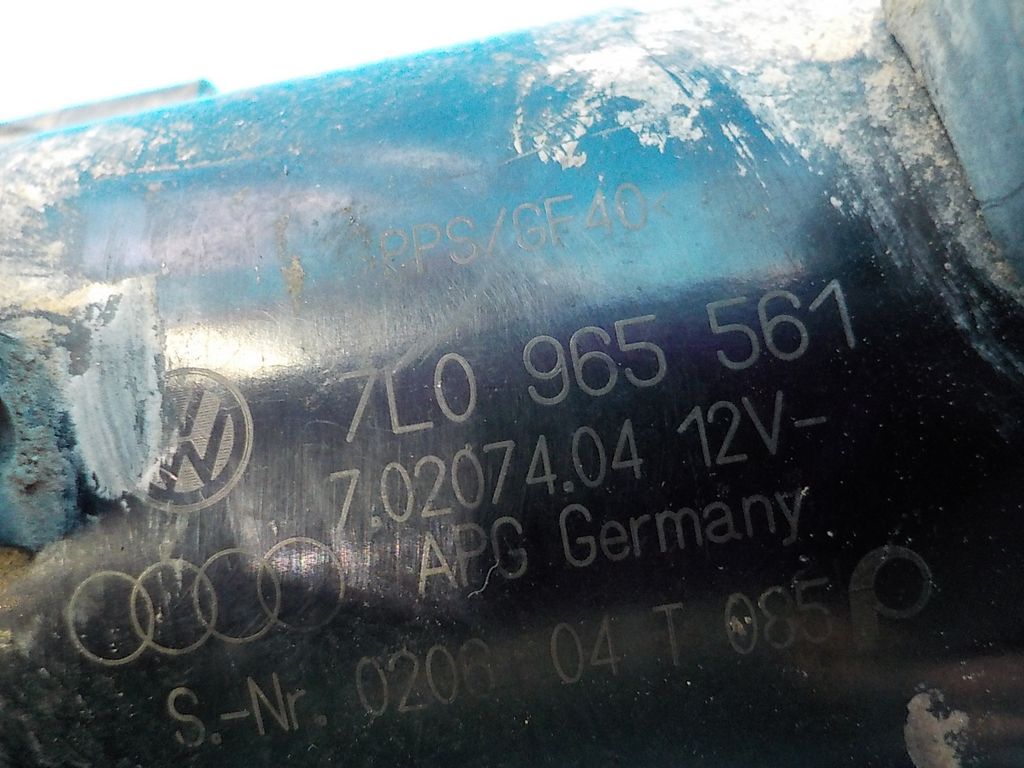 PPS/GF40<
7L0 965 561
7.02074.04 12V-
APG Germany
S.-Nr. 0206 04 T 085